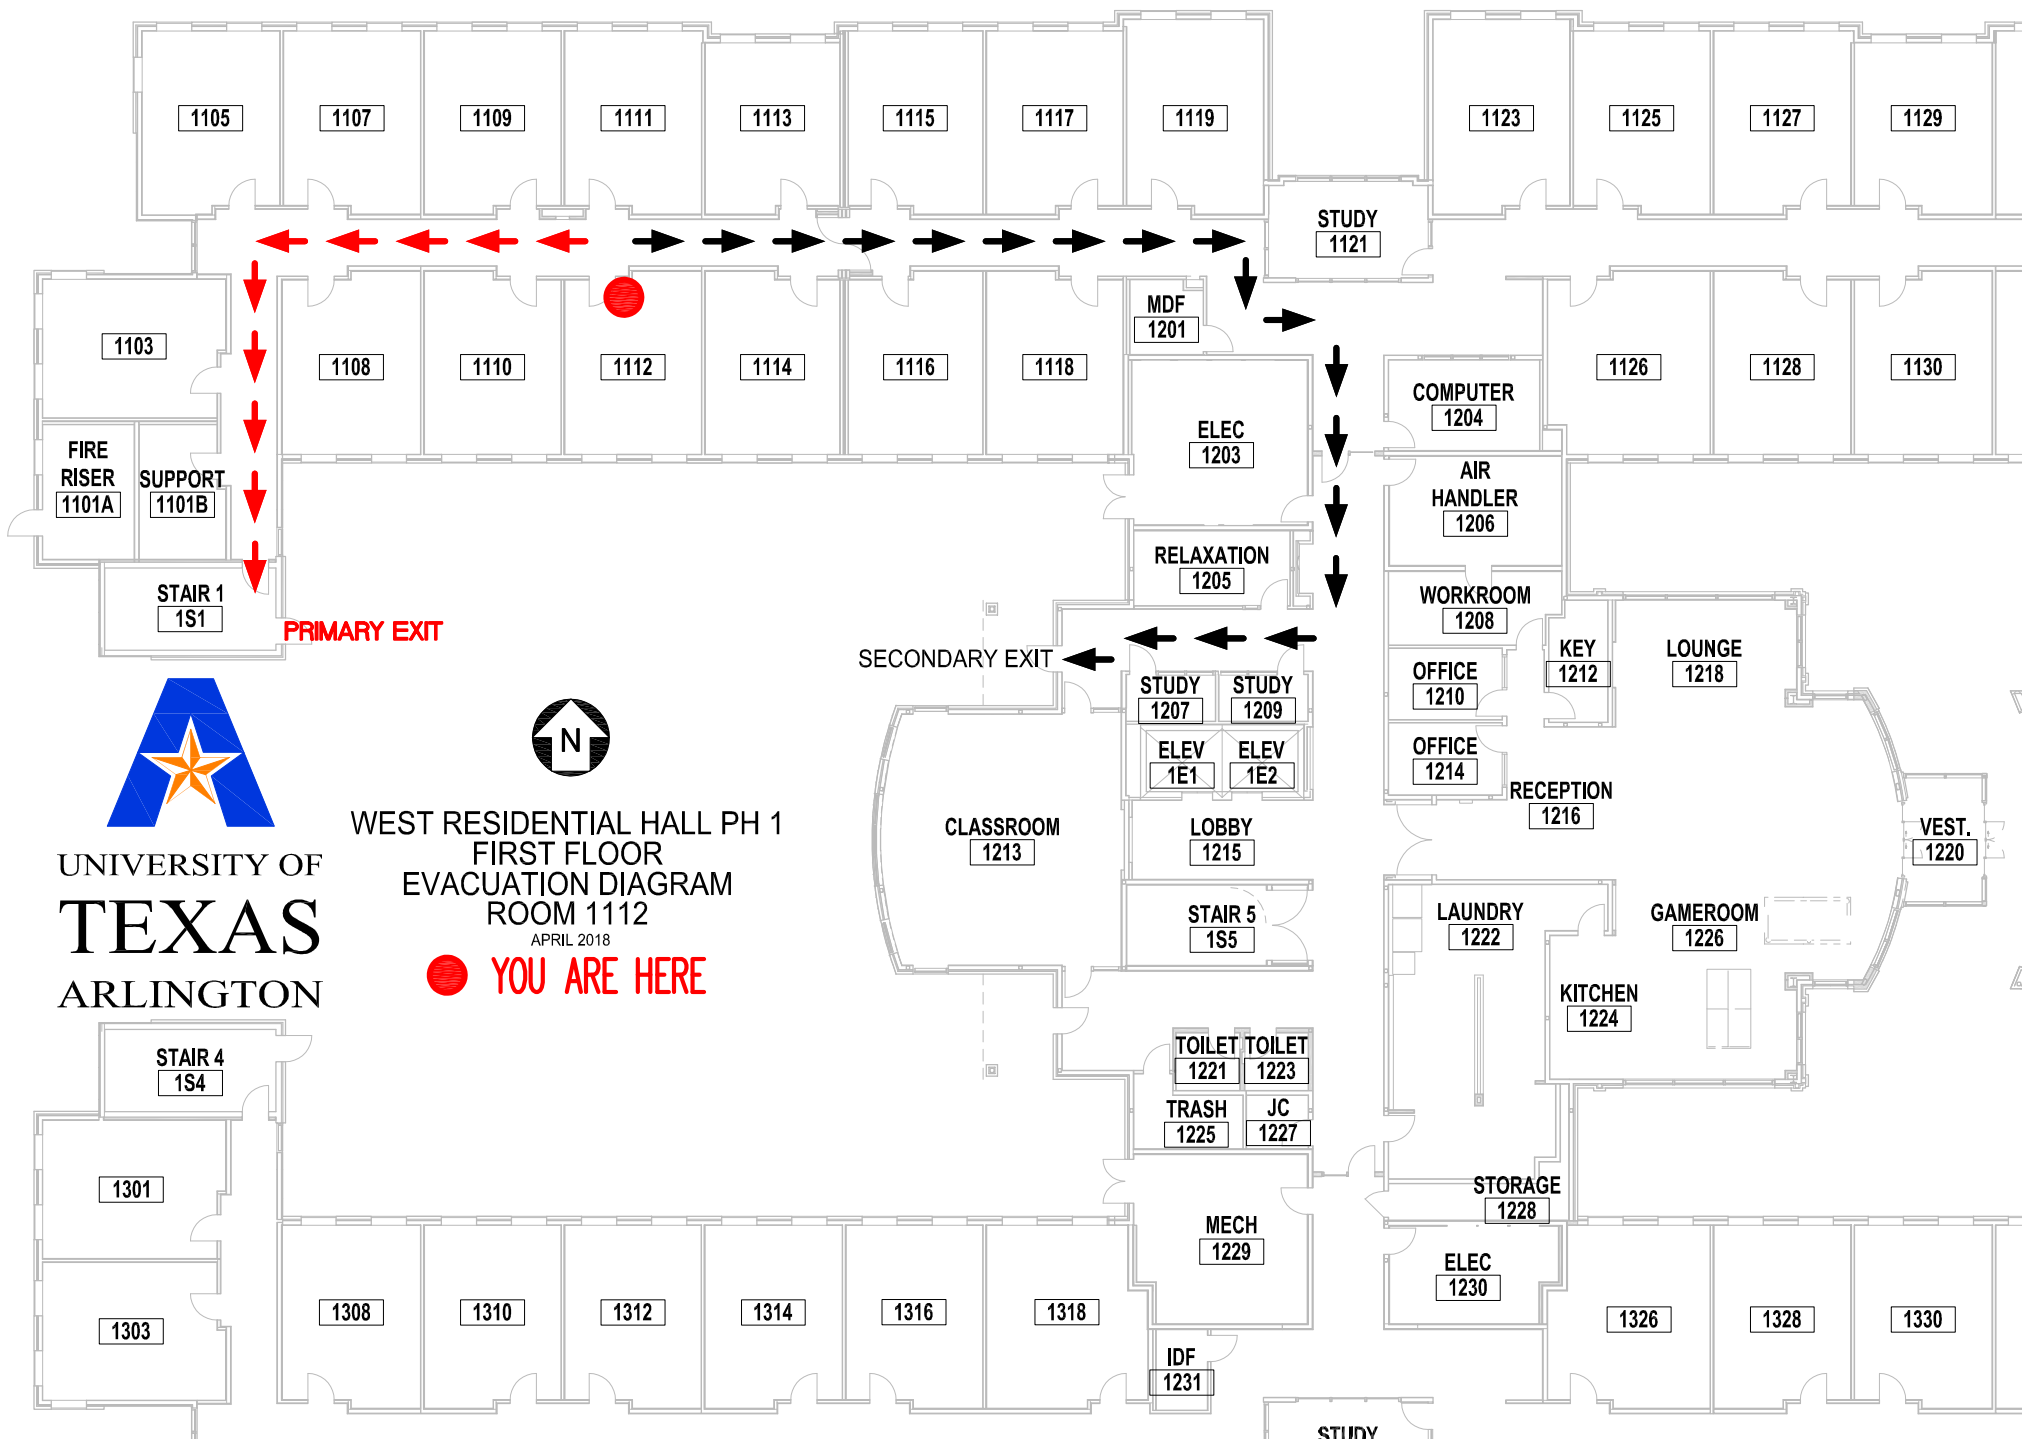 1105
1107
1109
1111
1113
1115
1117
1119
1123
1125
1127
1129
STUDY
1121
MDF
1201
1103
1108
1110
1112
1114
1116
1118
1126
1128
1130
COMPUTER
1204
ELEC
1203
FIRE
RISER
1101A
SUPPORT
1101B
AIR
HANDLER
1206
RELAXATION
1205
STAIR 1
1S1
WORKROOM
1208
PRIMARY EXIT
SECONDARY EXIT
KEY
1212
LOUNGE
1218
OFFICE
1210
STUDY
1207
STUDY
1209
N
ELEV
1E1
ELEV
1E2
OFFICE
1214
RECEPTION
1216
WEST RESIDENTIAL HALL PH 1
FIRST FLOOR
EVACUATION DIAGRAM
ROOM 1112
APRIL 2018
YOU ARE HERE
UNIVERSITY OF
TEXAS
ARLINGTON
CLASSROOM
1213
LOBBY
1215
VEST.
1220
STAIR 5
1S5
LAUNDRY
1222
GAMEROOM
1226
KITCHEN
1224
STAIR 4
1S4
TOILET
1221
TOILET
1223
TRASH
1225
JC
1227
1301
STORAGE
1228
MECH
1229
ELEC
1230
1303
1308
1310
1312
1314
1316
1318
1326
1328
1330
IDF
1231
STUDY